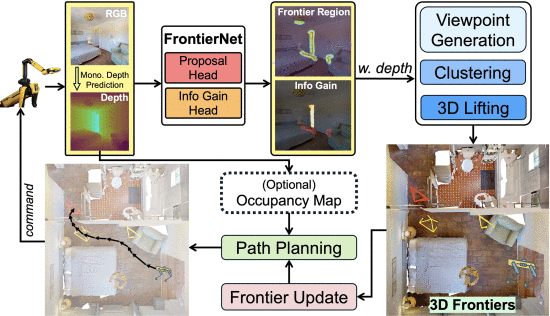 RGB
Mono. Depth
Prediction
Depth
FrontierNet
Proposal
Head
Info Gain
Head
Frontier Region
Info Gain
w. depth
Viewpoint
Generation
Clustering
3D Lifting
(Optional)
Occupancy Map
command
Path Planning
Frontier Update
3D Frontiers